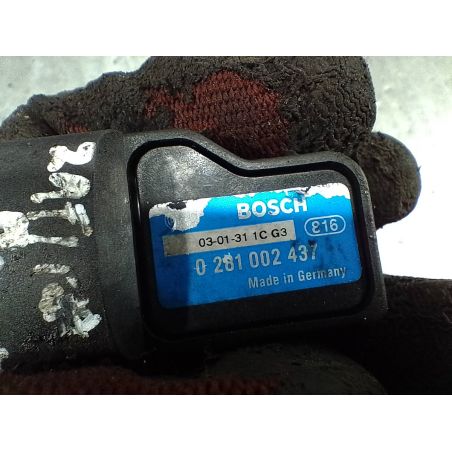 BOSCH
03-01-31 1C G3
e16
0 281 002 437
Made in Germany